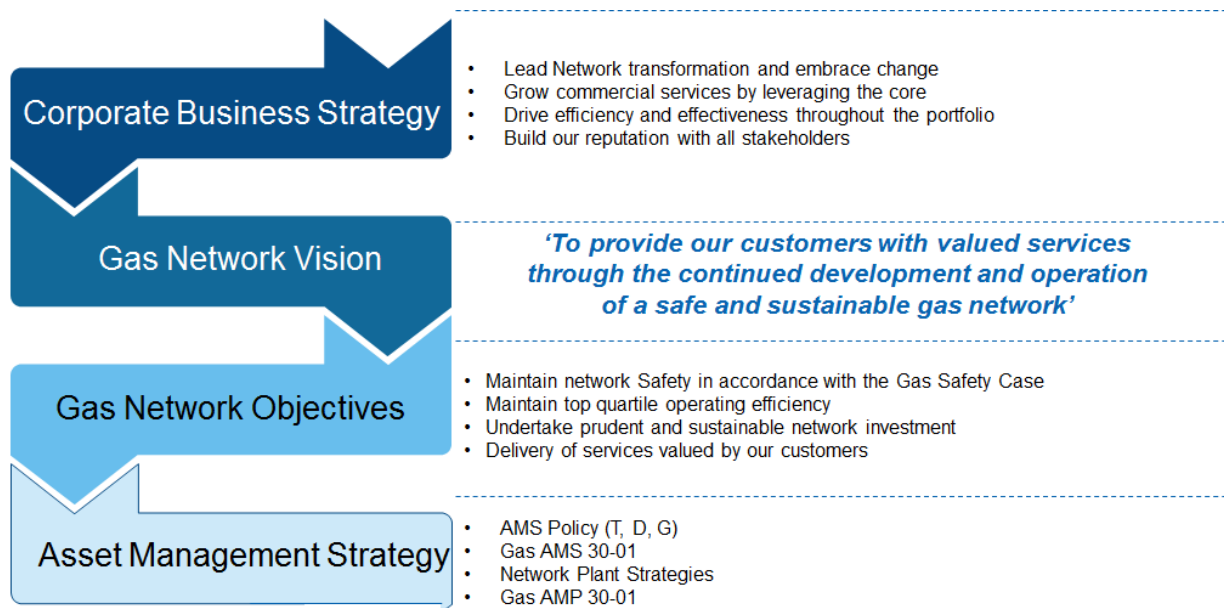 Corporate Business Strategy
• Lead Network transformation and embrace change
• Grow commercial services by leveraging the core
• Drive efficiency and effectiveness throughout the portfolio
• Build our reputation with all stakeholders
Gas Network Vision
‘To provide our customers with valued services
through the continued development and operation
of a safe and sustainable gas network’
Gas Network Objectives
• Maintain network Safety in accordance with the Gas Safety Case
• Maintain top quartile operating efficiency
• Undertake prudent and sustainable network investment
• Delivery of services valued by our customers
Asset Management Strategy
• AMS Policy (T, D, G)
• Gas AMS 30-01
• Network Plant Strategies
• Gas AMP 30-01